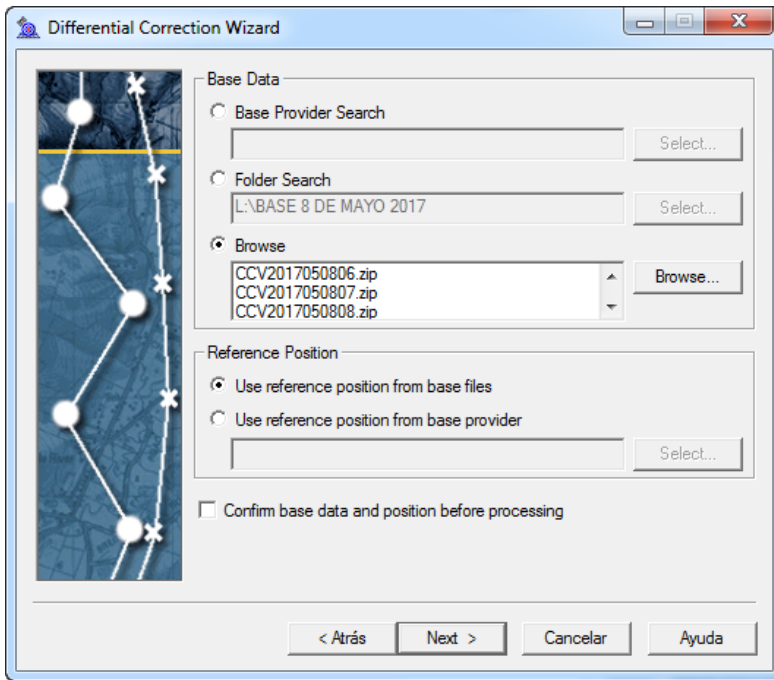 Differential Correction Wizard
Base Data
Base Provider Search
Select...
Folder Search
L:\BASE 8 DE MAYO 2017
Select...
Browse
CCV2017050806.zip
CCV2017050807.zip
CCV2017050808.zip
Browse...
Reference Position
Use reference position from base files
Use reference position from base provider
Select...
Confirm base data and position before processing
< Atrás
Next >
Cancelar
Ayuda